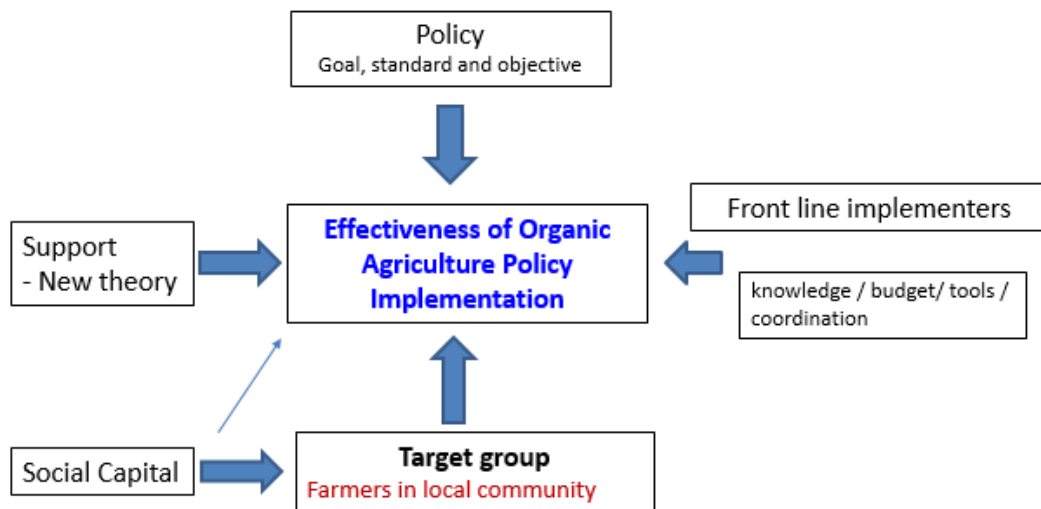 Policy
Goal, standard and objective
Effectiveness of Organic
Agriculture Policy
Implementation
Front line implementers
Support
- New theory
knowledge / budget/ tools /
coordination
Social Capital
Target group
Farmers in local community